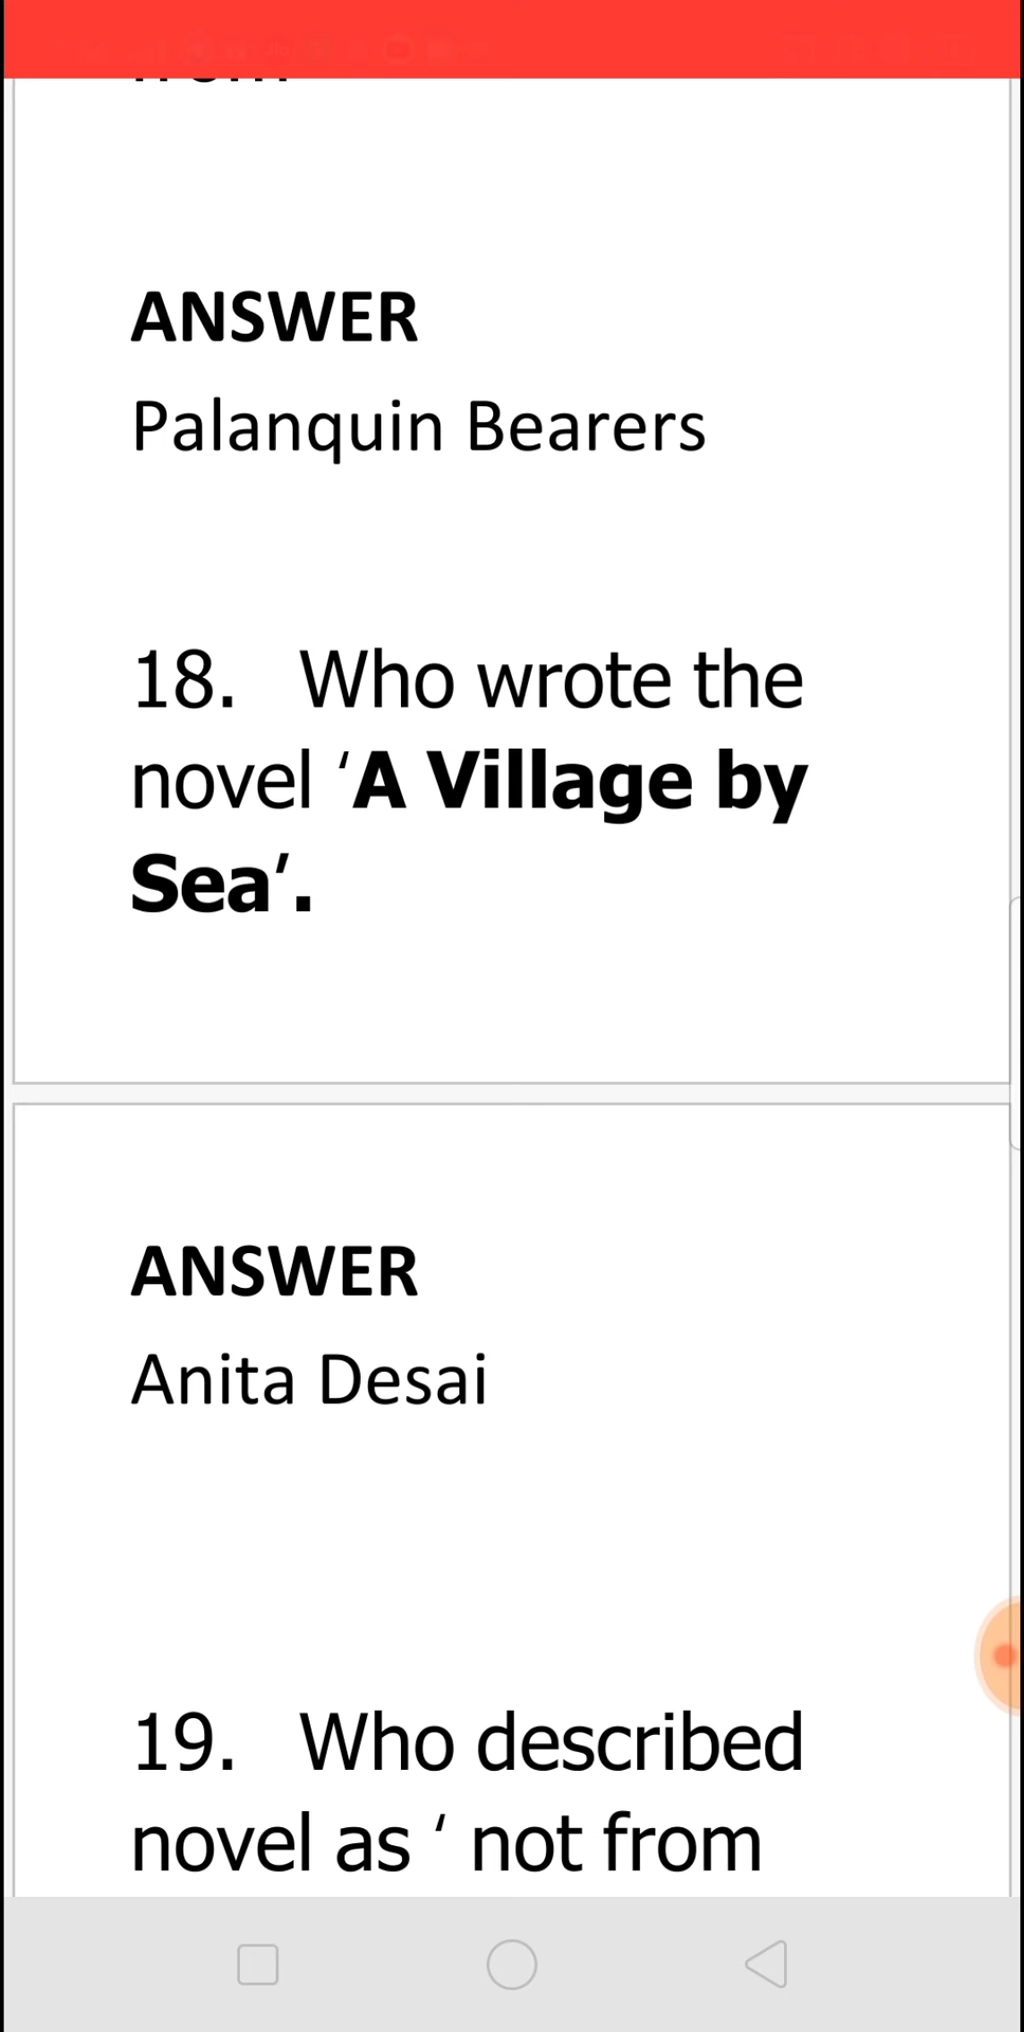 ANSWER
Palanquin Bearers
18. Who wrote the
novel ‘A Village by
Sea’.
ANSWER
Anita Desai
19. Who described
novel as ‘ not from